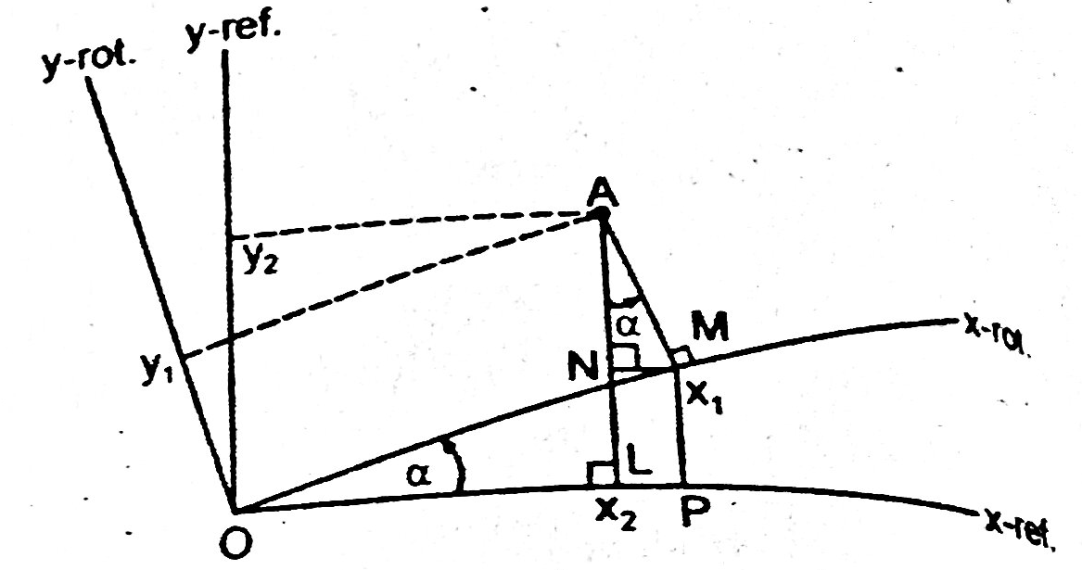 y-rot.
y-ref.
A
y₂
α
M
x-rot.
N
y₁
x₁
α
L
x₂
P
x-ref.
O